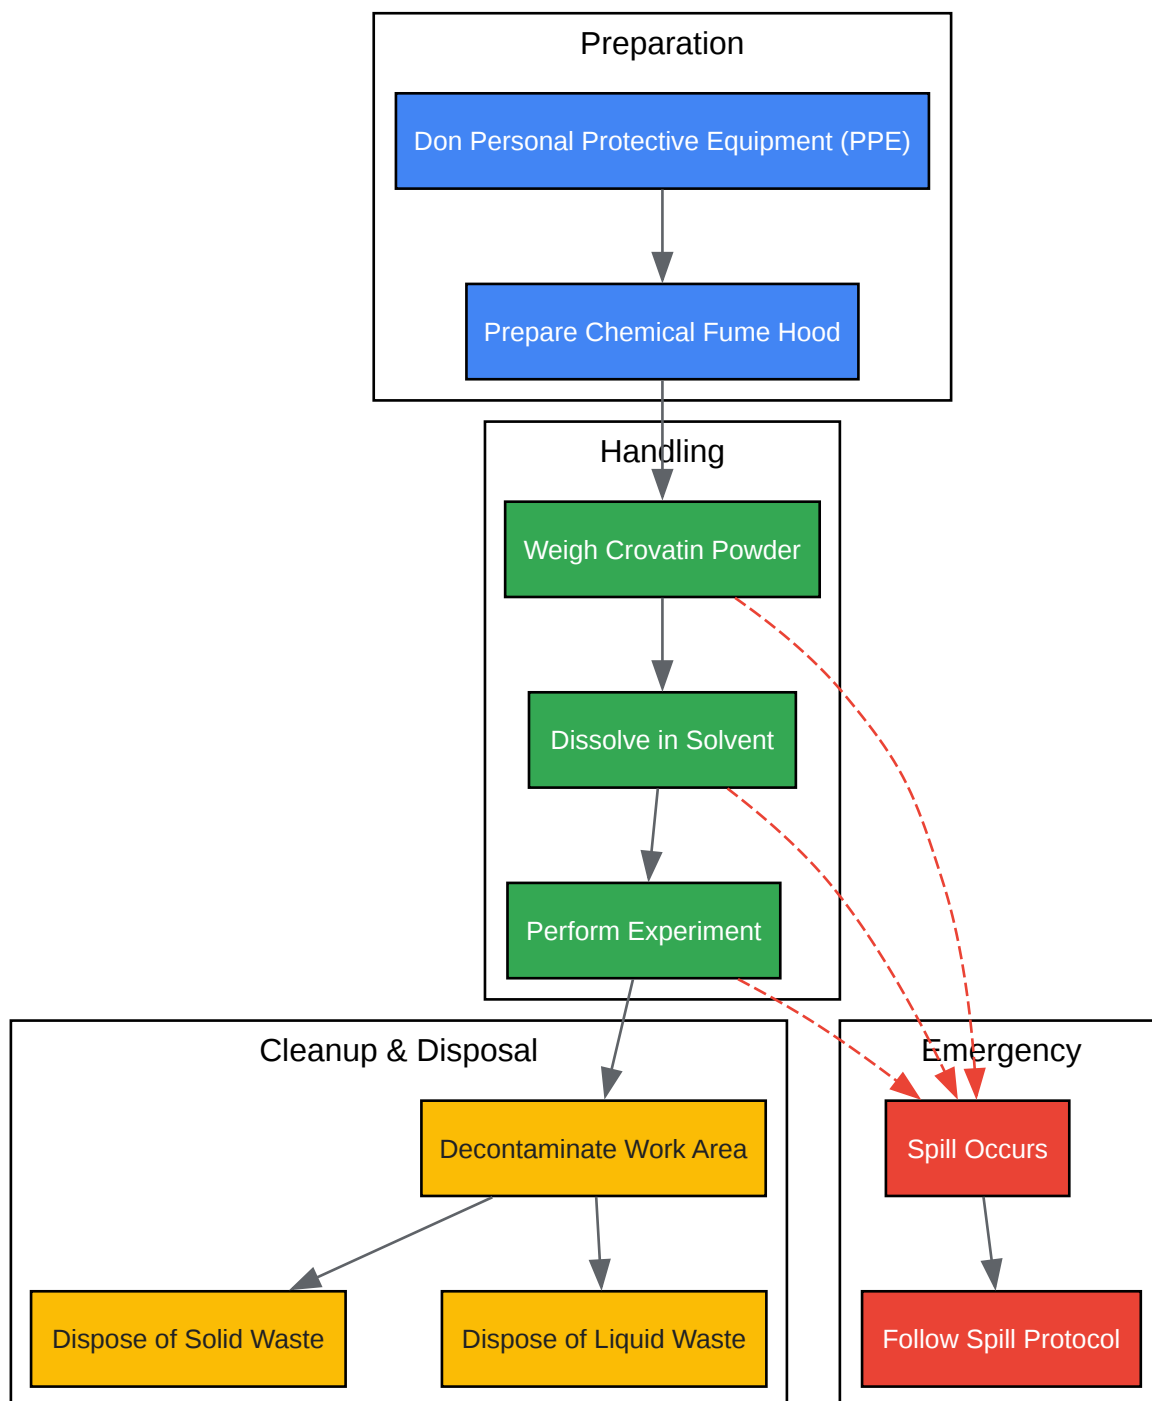 Preparation
Don Personal Protective Equipment (PPE)
Prepare Chemical Fume Hood
Handling
Weigh Crovatin Powder
Dissolve in Solvent
Perform Experiment
Cleanup & Disposal
Decontaminate Work Area
Dispose of Solid Waste
Dispose of Liquid Waste
Emergency
Spill Occurs
Follow Spill Protocol